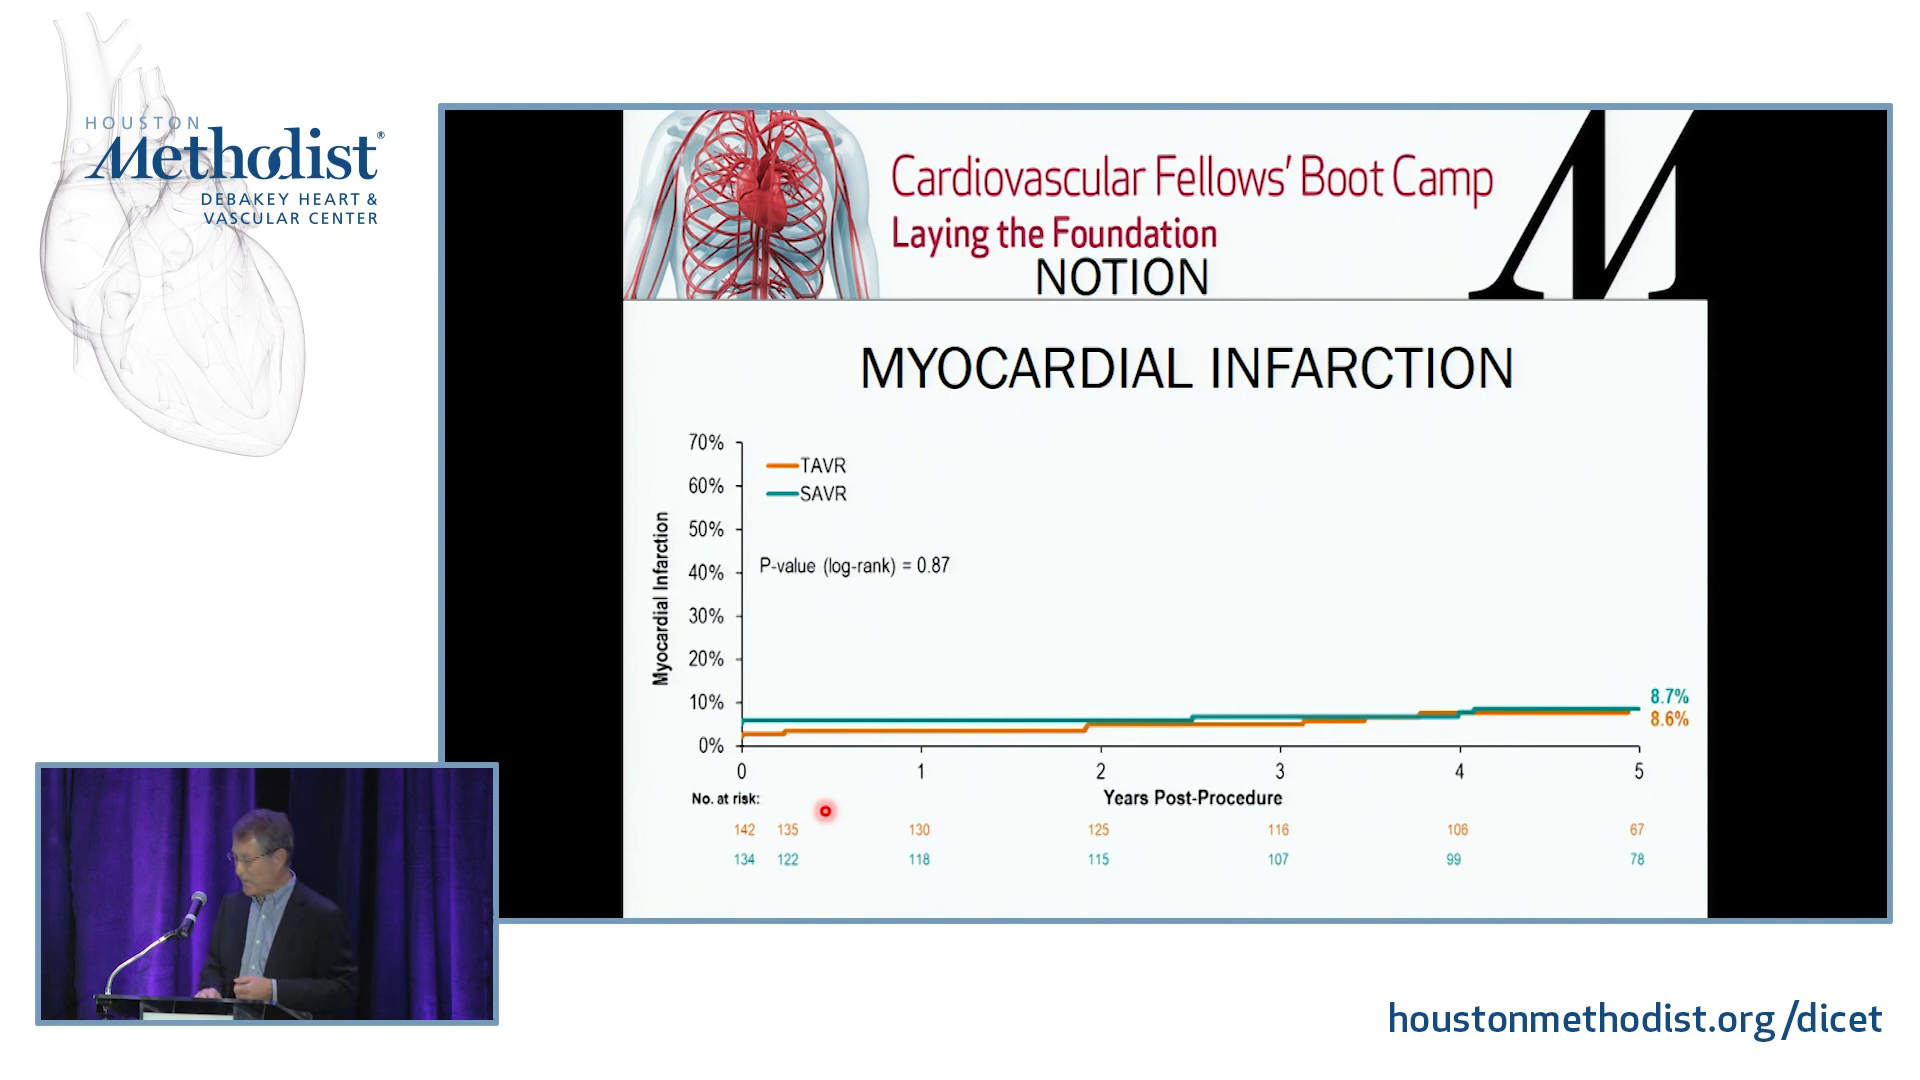 HOUSTON
Methodist®
DEBAKEY HEART &
VASCULAR CENTER
Cardiovascular Fellows' Boot Camp
Laying the Foundation
NOTION
M
MYOCARDIAL INFARCTION
70%
60%
50%
40%
30%
20%
10%
0%
Myocardial Infarction
TAVR
SAVR
P-value (log-rank) = 0.87
8.7%
8.6%
0 1 2 3 4 5
No. at risk: Years Post-Procedure
142 135 130 125 116 106 67
134 122 118 115 107 99 78
houstonmethodist.org/dicet